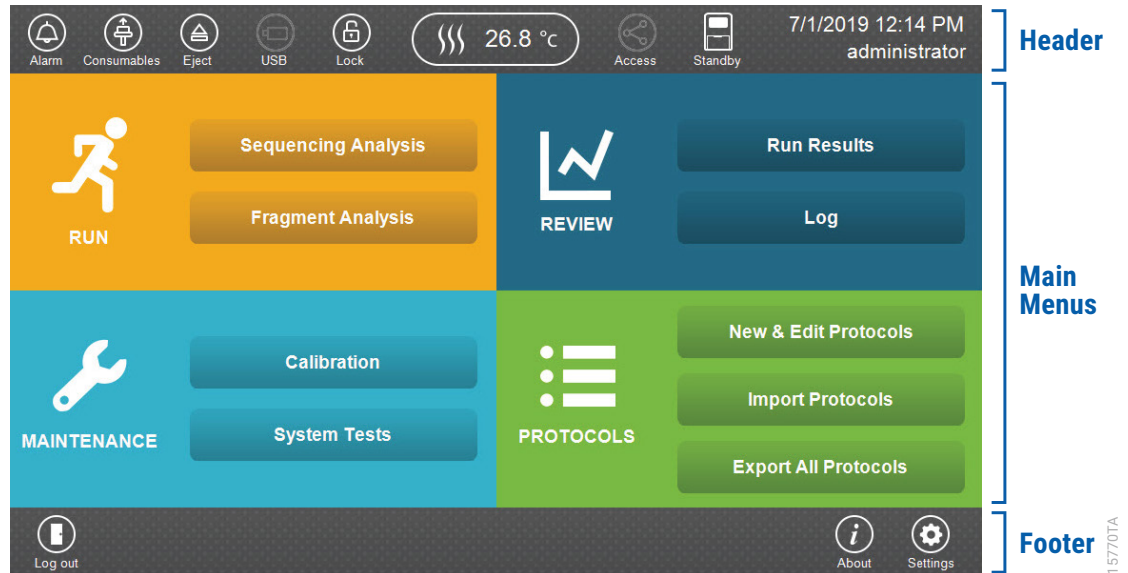 Alarm
Consumables
Eject
USB
Lock
26.8 °c
Access
Standby
7/1/2019 12:14 PM
administrator
Header
RUN
Sequencing Analysis
Fragment Analysis
REVIEW
Run Results
Log
Main
Menus
MAINTENANCE
Calibration
System Tests
PROTOCOLS
New & Edit Protocols
Import Protocols
Export All Protocols
Log out
i
About
Settings
Footer
15770TA